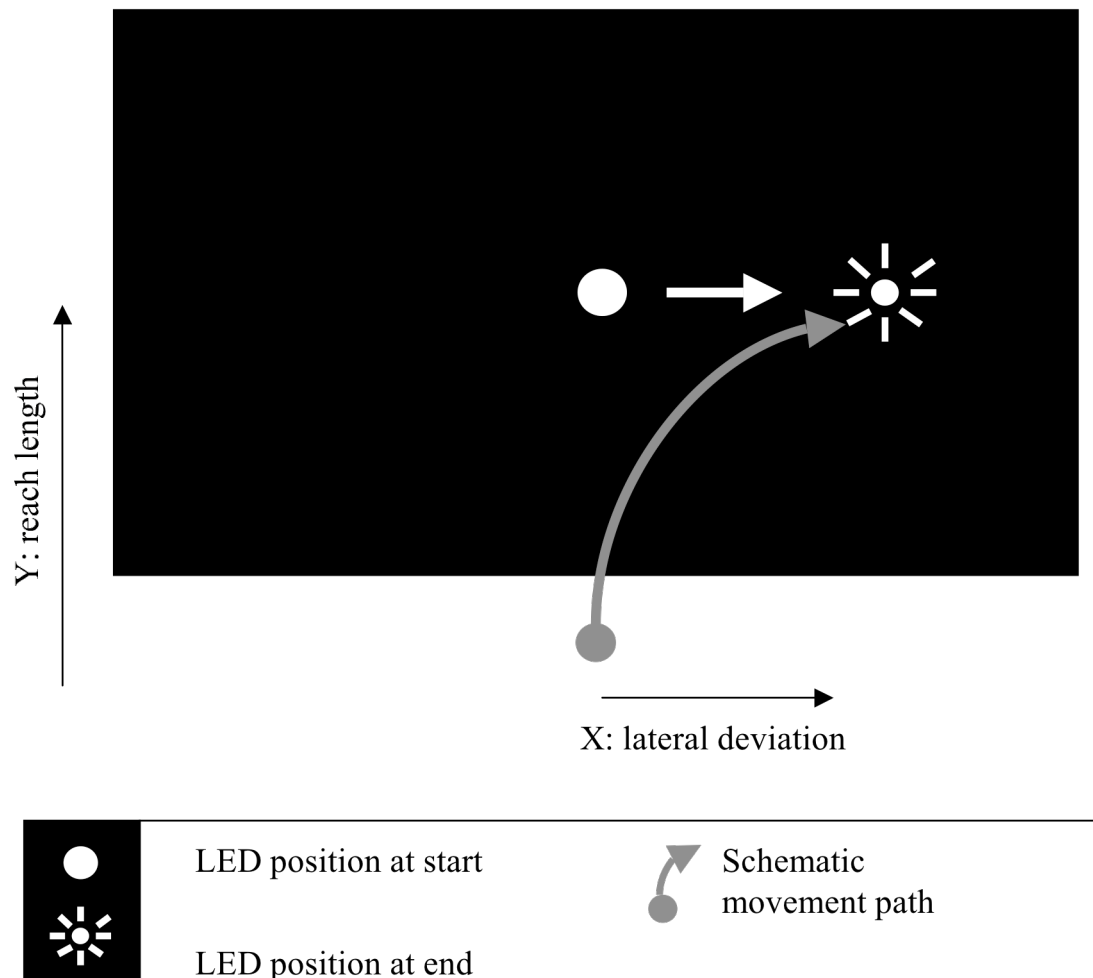 Y: reach length
X: lateral deviation
LED position at start
Schematic
movement path
LED position at end